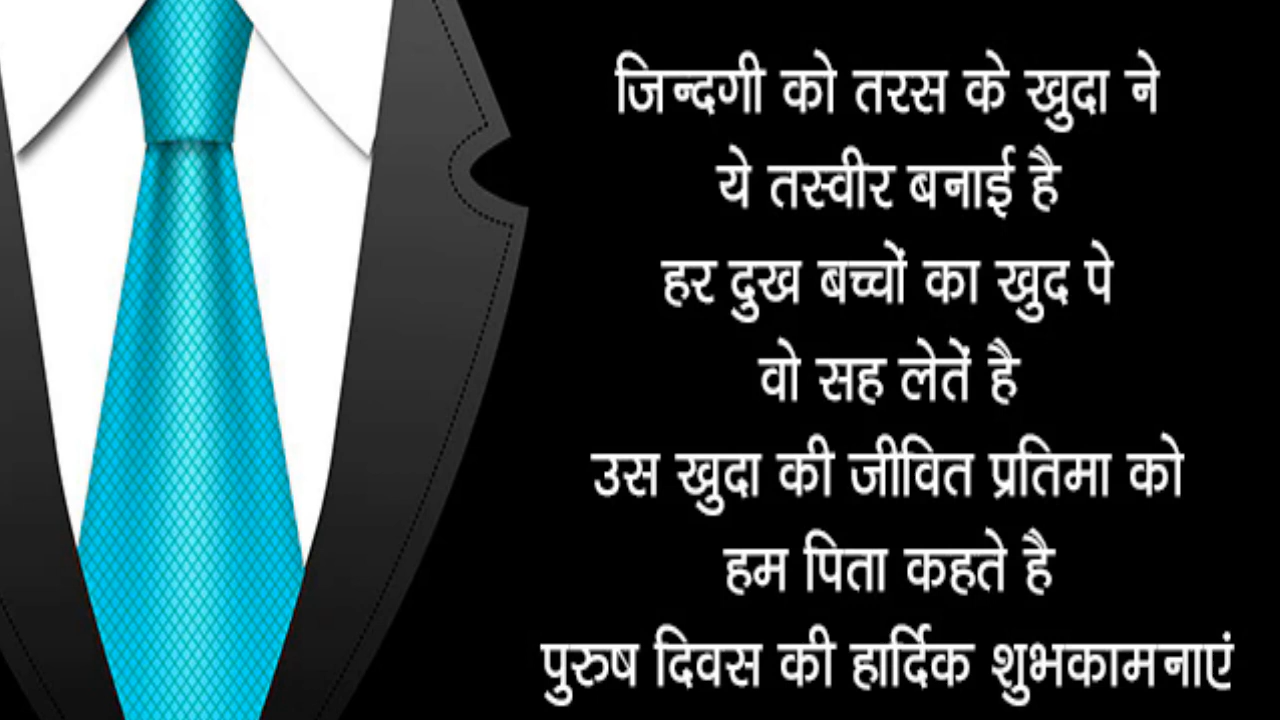 जिन्दगी को तरस के खुदा ने
ये तस्वीर बनाई है
हर दुख बच्चों का खुद पे
वो सह लेतें है
उस खुदा की जीवित प्रतिमा को
हम पिता कहते है
पुरुष दिवस की हार्दिक शुभकामनाएं